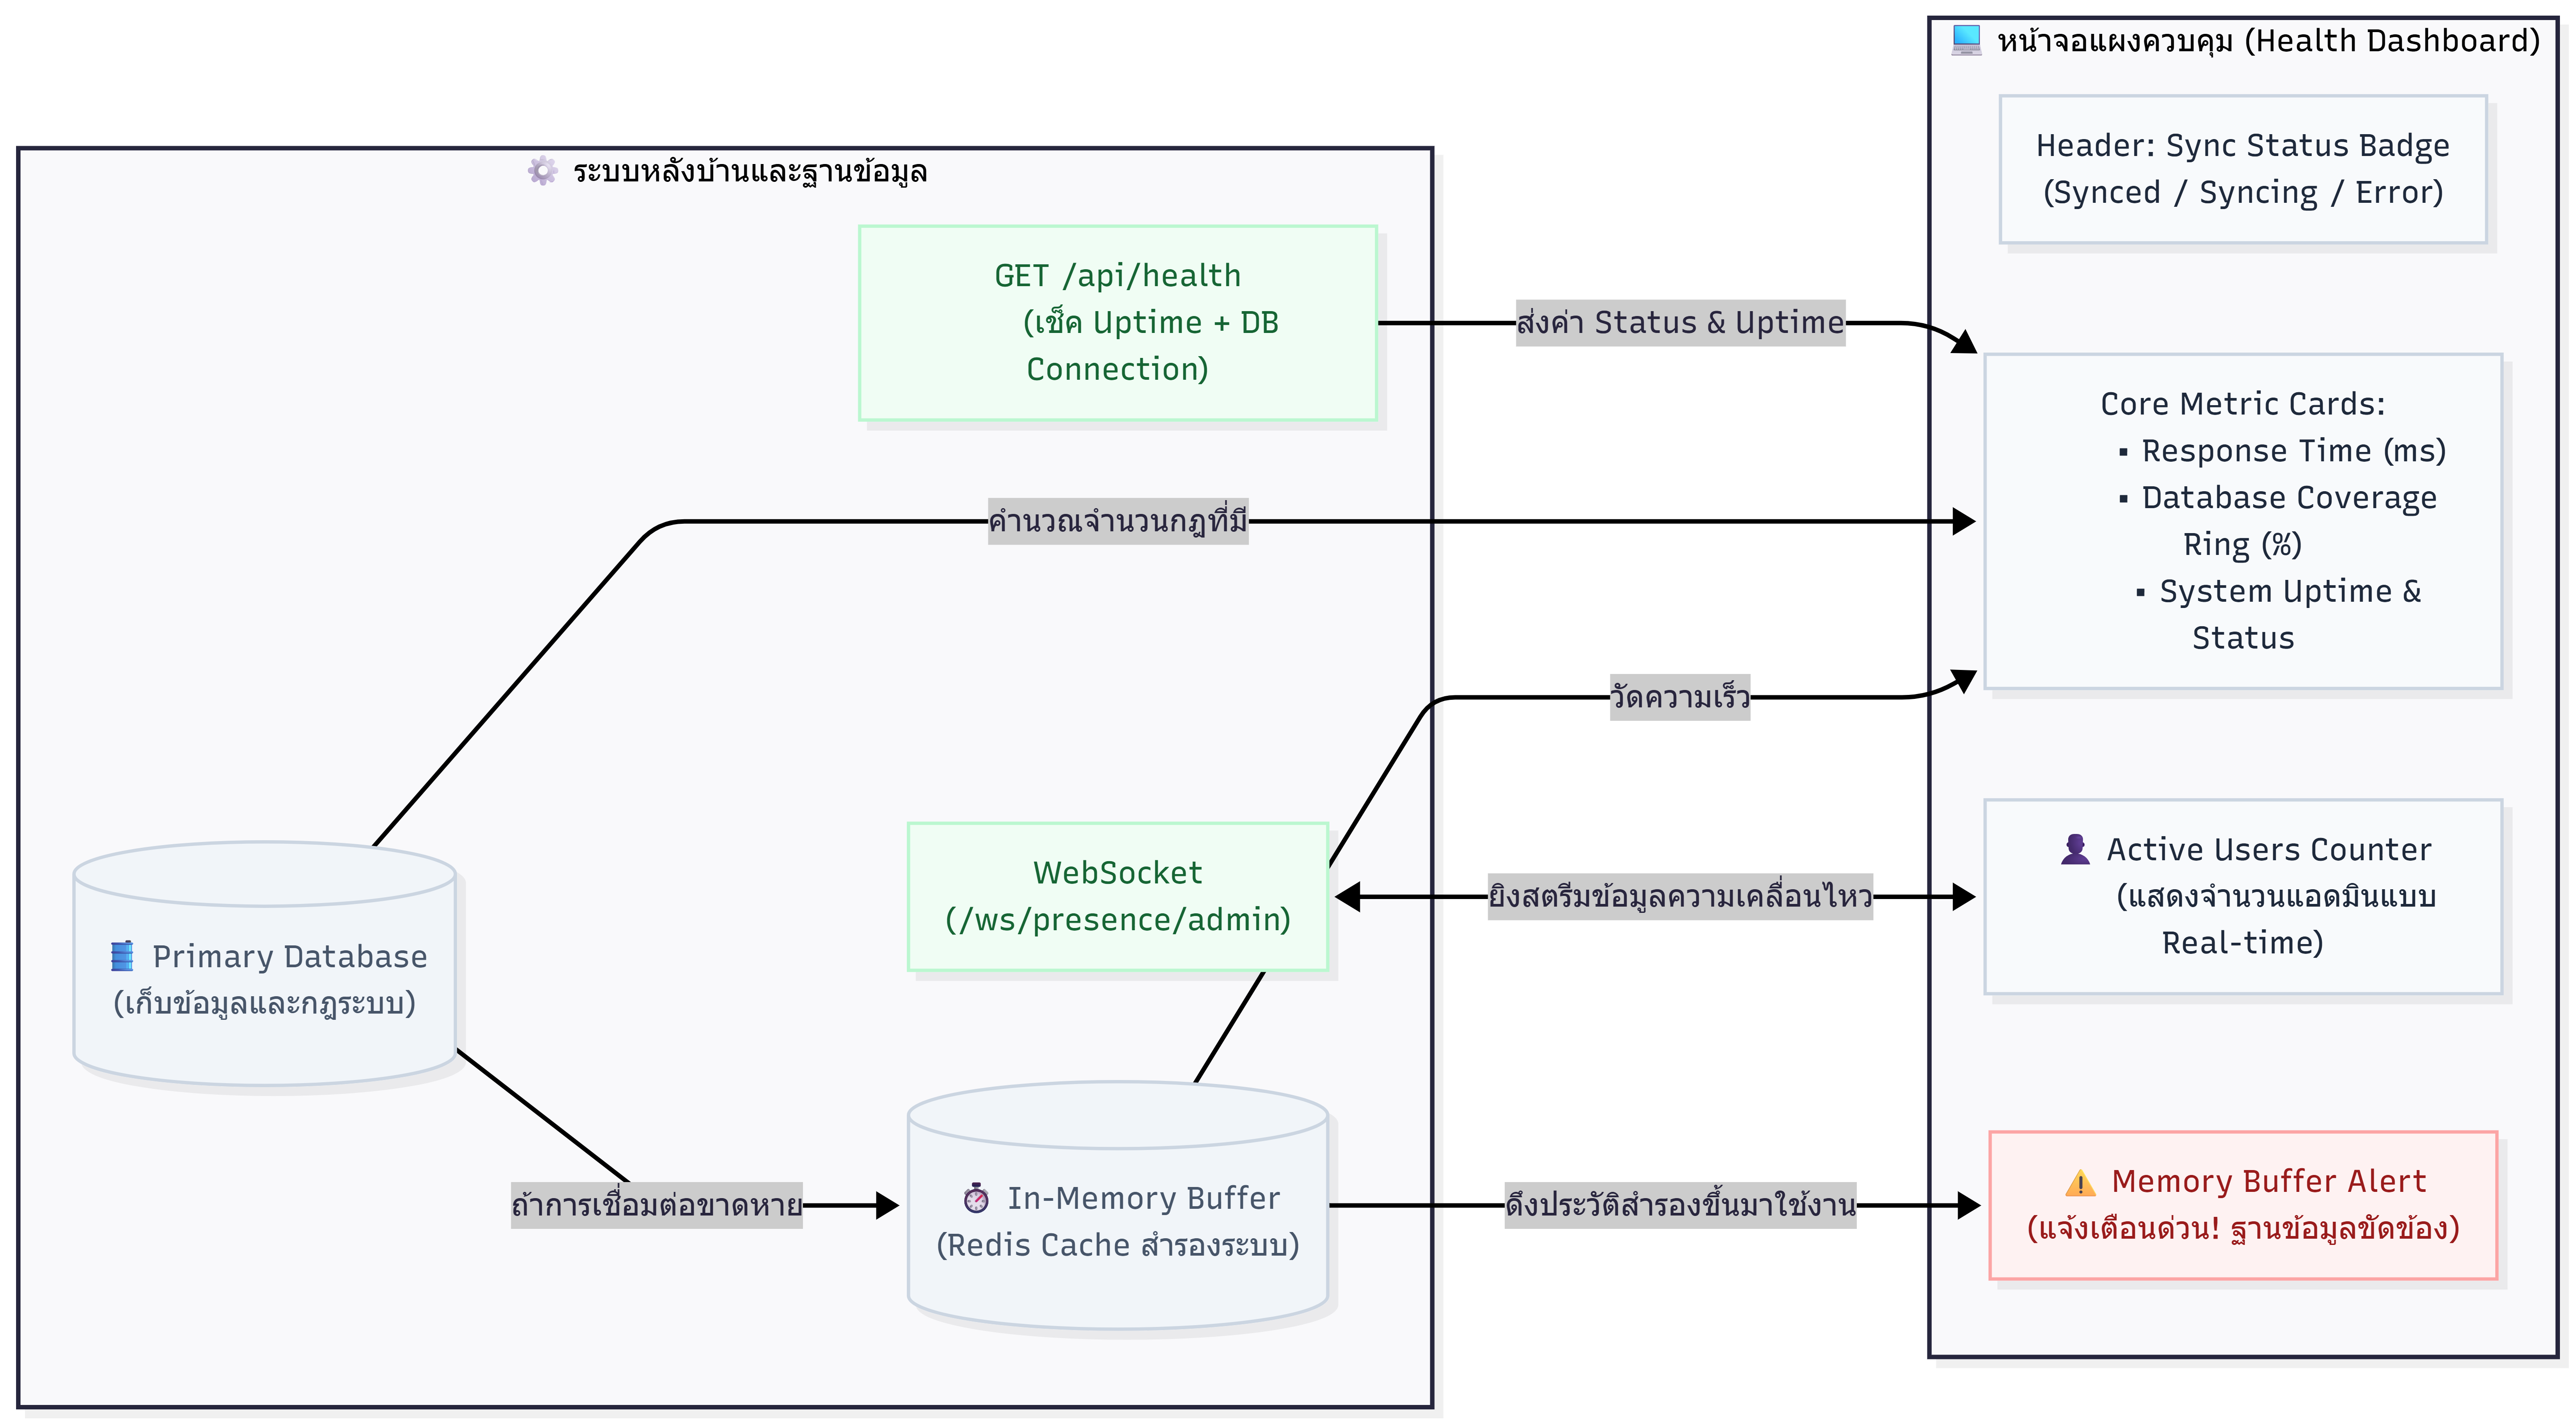 หน้าจอแผงควบคุม (Health Dashboard)
Header: Sync Status Badge
(Synced / Syncing / Error)
ระบบหลังบ้านและฐานข้อมูล
GET /api/health
(เช็ค Uptime + DB
Connection)
ส่งค่า Status & Uptime
Core Metric Cards:
▪ Response Time (ms)
▪ Database Coverage
Ring (%)
▪ System Uptime &
Status
คำนวณจำนวนกฎที่มี
วัดความเร็ว
WebSocket
(/ws/presence/admin)
ยิงสตรีมข้อมูลความเคลื่อนไหว
Active Users Counter
(แสดงจำนวนแอดมินแบบ
Real-time)
Primary Database
(เก็บข้อมูลและกฎระบบ)
ถ้าการเชื่อมต่อขาดหาย
In-Memory Buffer
(Redis Cache สำรองระบบ)
ดึงประวัติสำรองขึ้นมาใช้งาน
Memory Buffer Alert
(แจ้งเตือนด่วน! ฐานข้อมูลขัดข้อง)